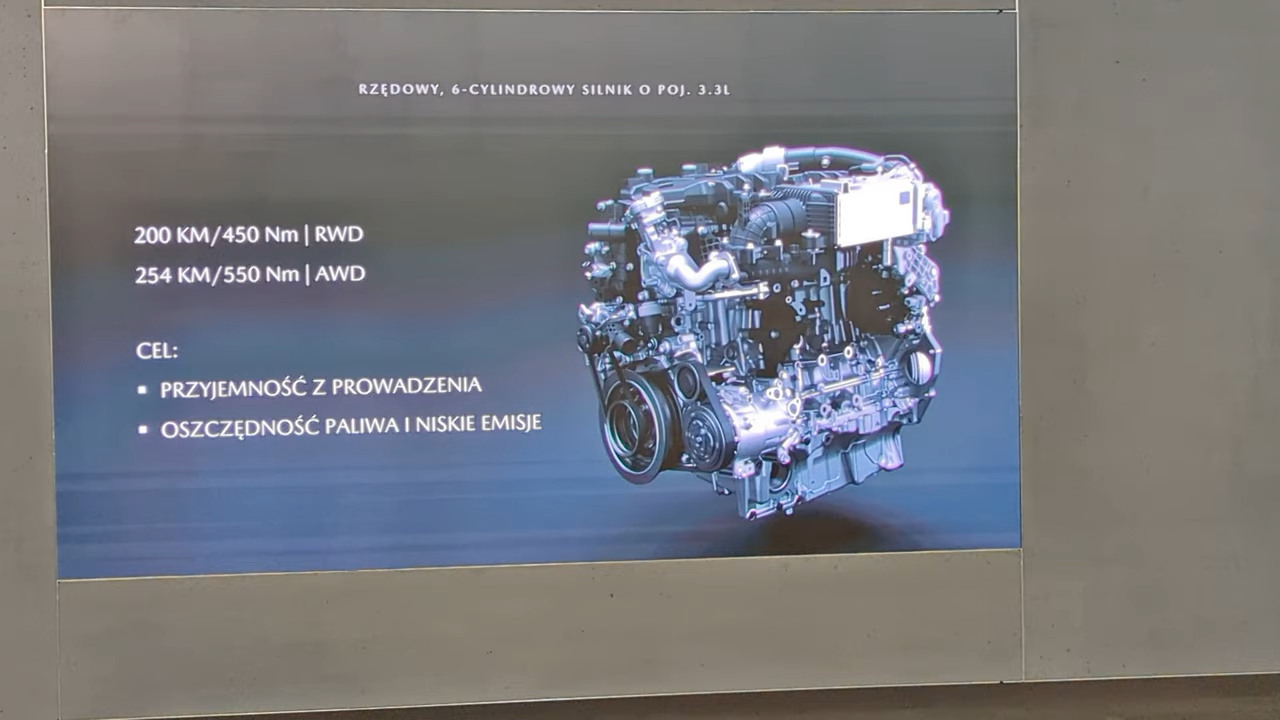 RZĘDOWY, 6-CYLINDROWY SILNIK O POJ. 3.3L
200 KM/450 Nm | RWD
254 KM/550 Nm | AWD
CEL:
▪ PRZYJEMNOŚĆ Z PROWADZENIA
▪ OSZCZĘDNOŚĆ PALIWA I NISKIE EMISJE